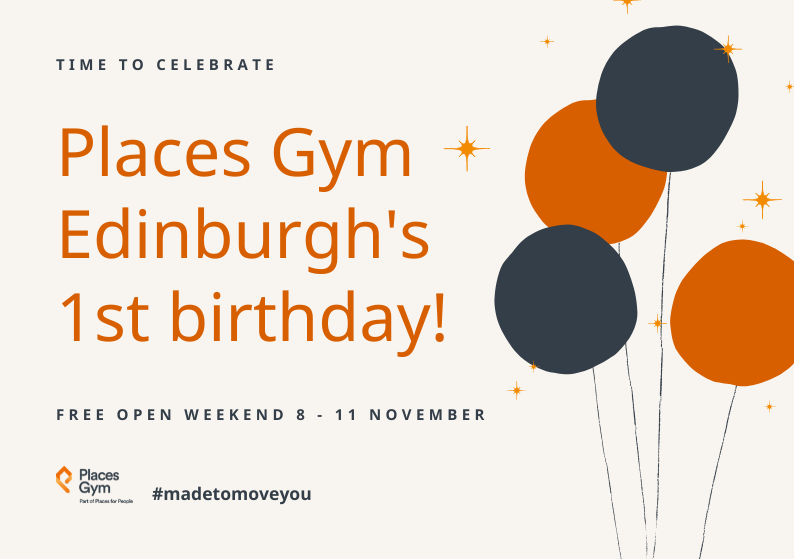 TIME TO CELEBRATE
Places Gym
Edinburgh's
1st birthday!
FREE OPEN WEEKEND 8 - 11 NOVEMBER
Places
Gym
Part of Places for People
#madetomoveyou